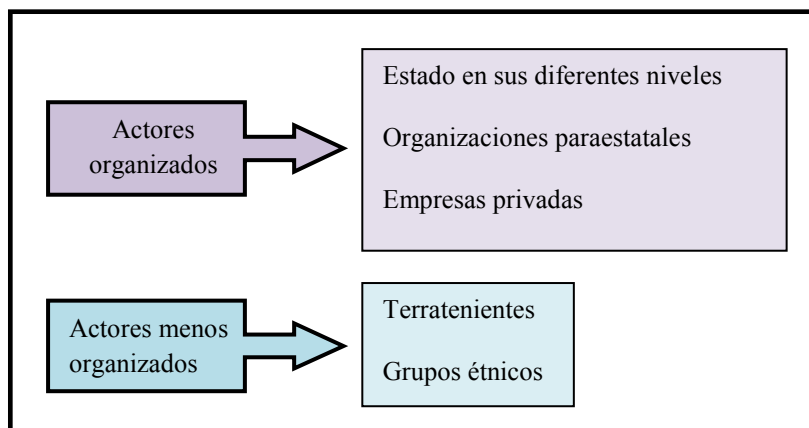 Actores
organizados
Estado en sus diferentes niveles
Organizaciones paraestatales
Empresas privadas
Actores menos
organizados
Terratenientes
Grupos étnicos